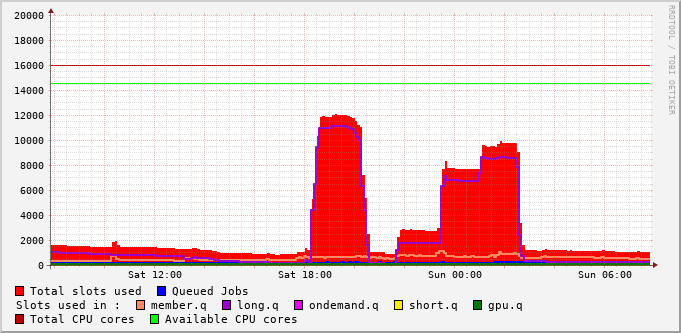 20000
18000
16000
14000
12000
10000
8000
6000
4000
2000
0
Sat 12:00 Sat 18:00 Sun 00:00 Sun 06:00
RRDTOOL / TOBI OETIKER
Total slots used Queued Jobs
Slots used in : member.q long.q ondemand.q short.q gpu.q
Total CPU cores Available CPU cores